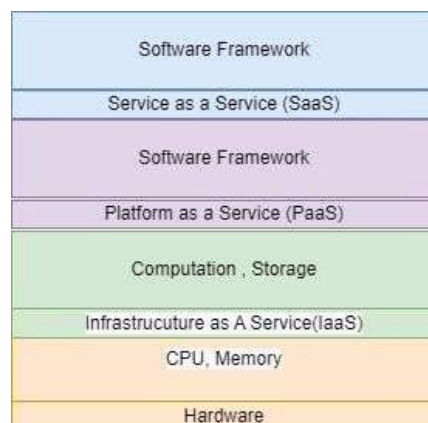 Software Framework
Service as a Service (SaaS)
Software Framework
Platform as a Service (PaaS)
Computation , Storage
Infrastrucuture as A Service(IaaS)
CPU, Memory
Hardware